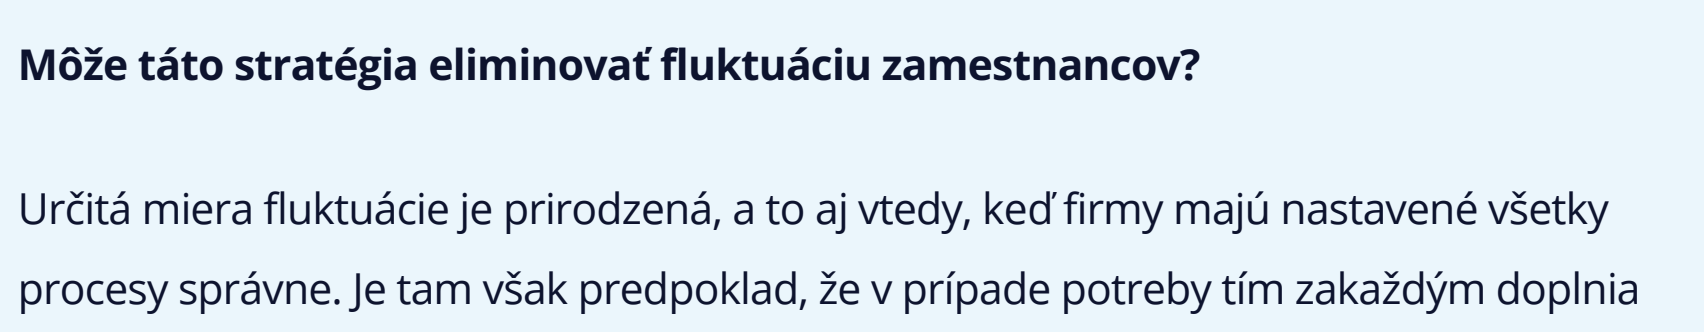 Môže táto stratégia eliminovať fluktuáciu zamestnancov?
Určitá miera fluktuácie je prirodzená, a to aj vtedy, keď firmy majú nastavené všetky
procesy správne. Je tam však predpoklad, že v prípade potreby tím zakaždým doplnia